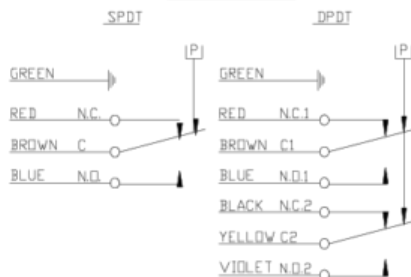 SPDT
P
GREEN
RED N.C.
BROWN C
BLUE N.O.
DPDT
P
GREEN
RED N.C.1
BROWN C1
BLUE N.O.1
BLACK N.C.2
YELLOW C2
VIOLET N.O.2